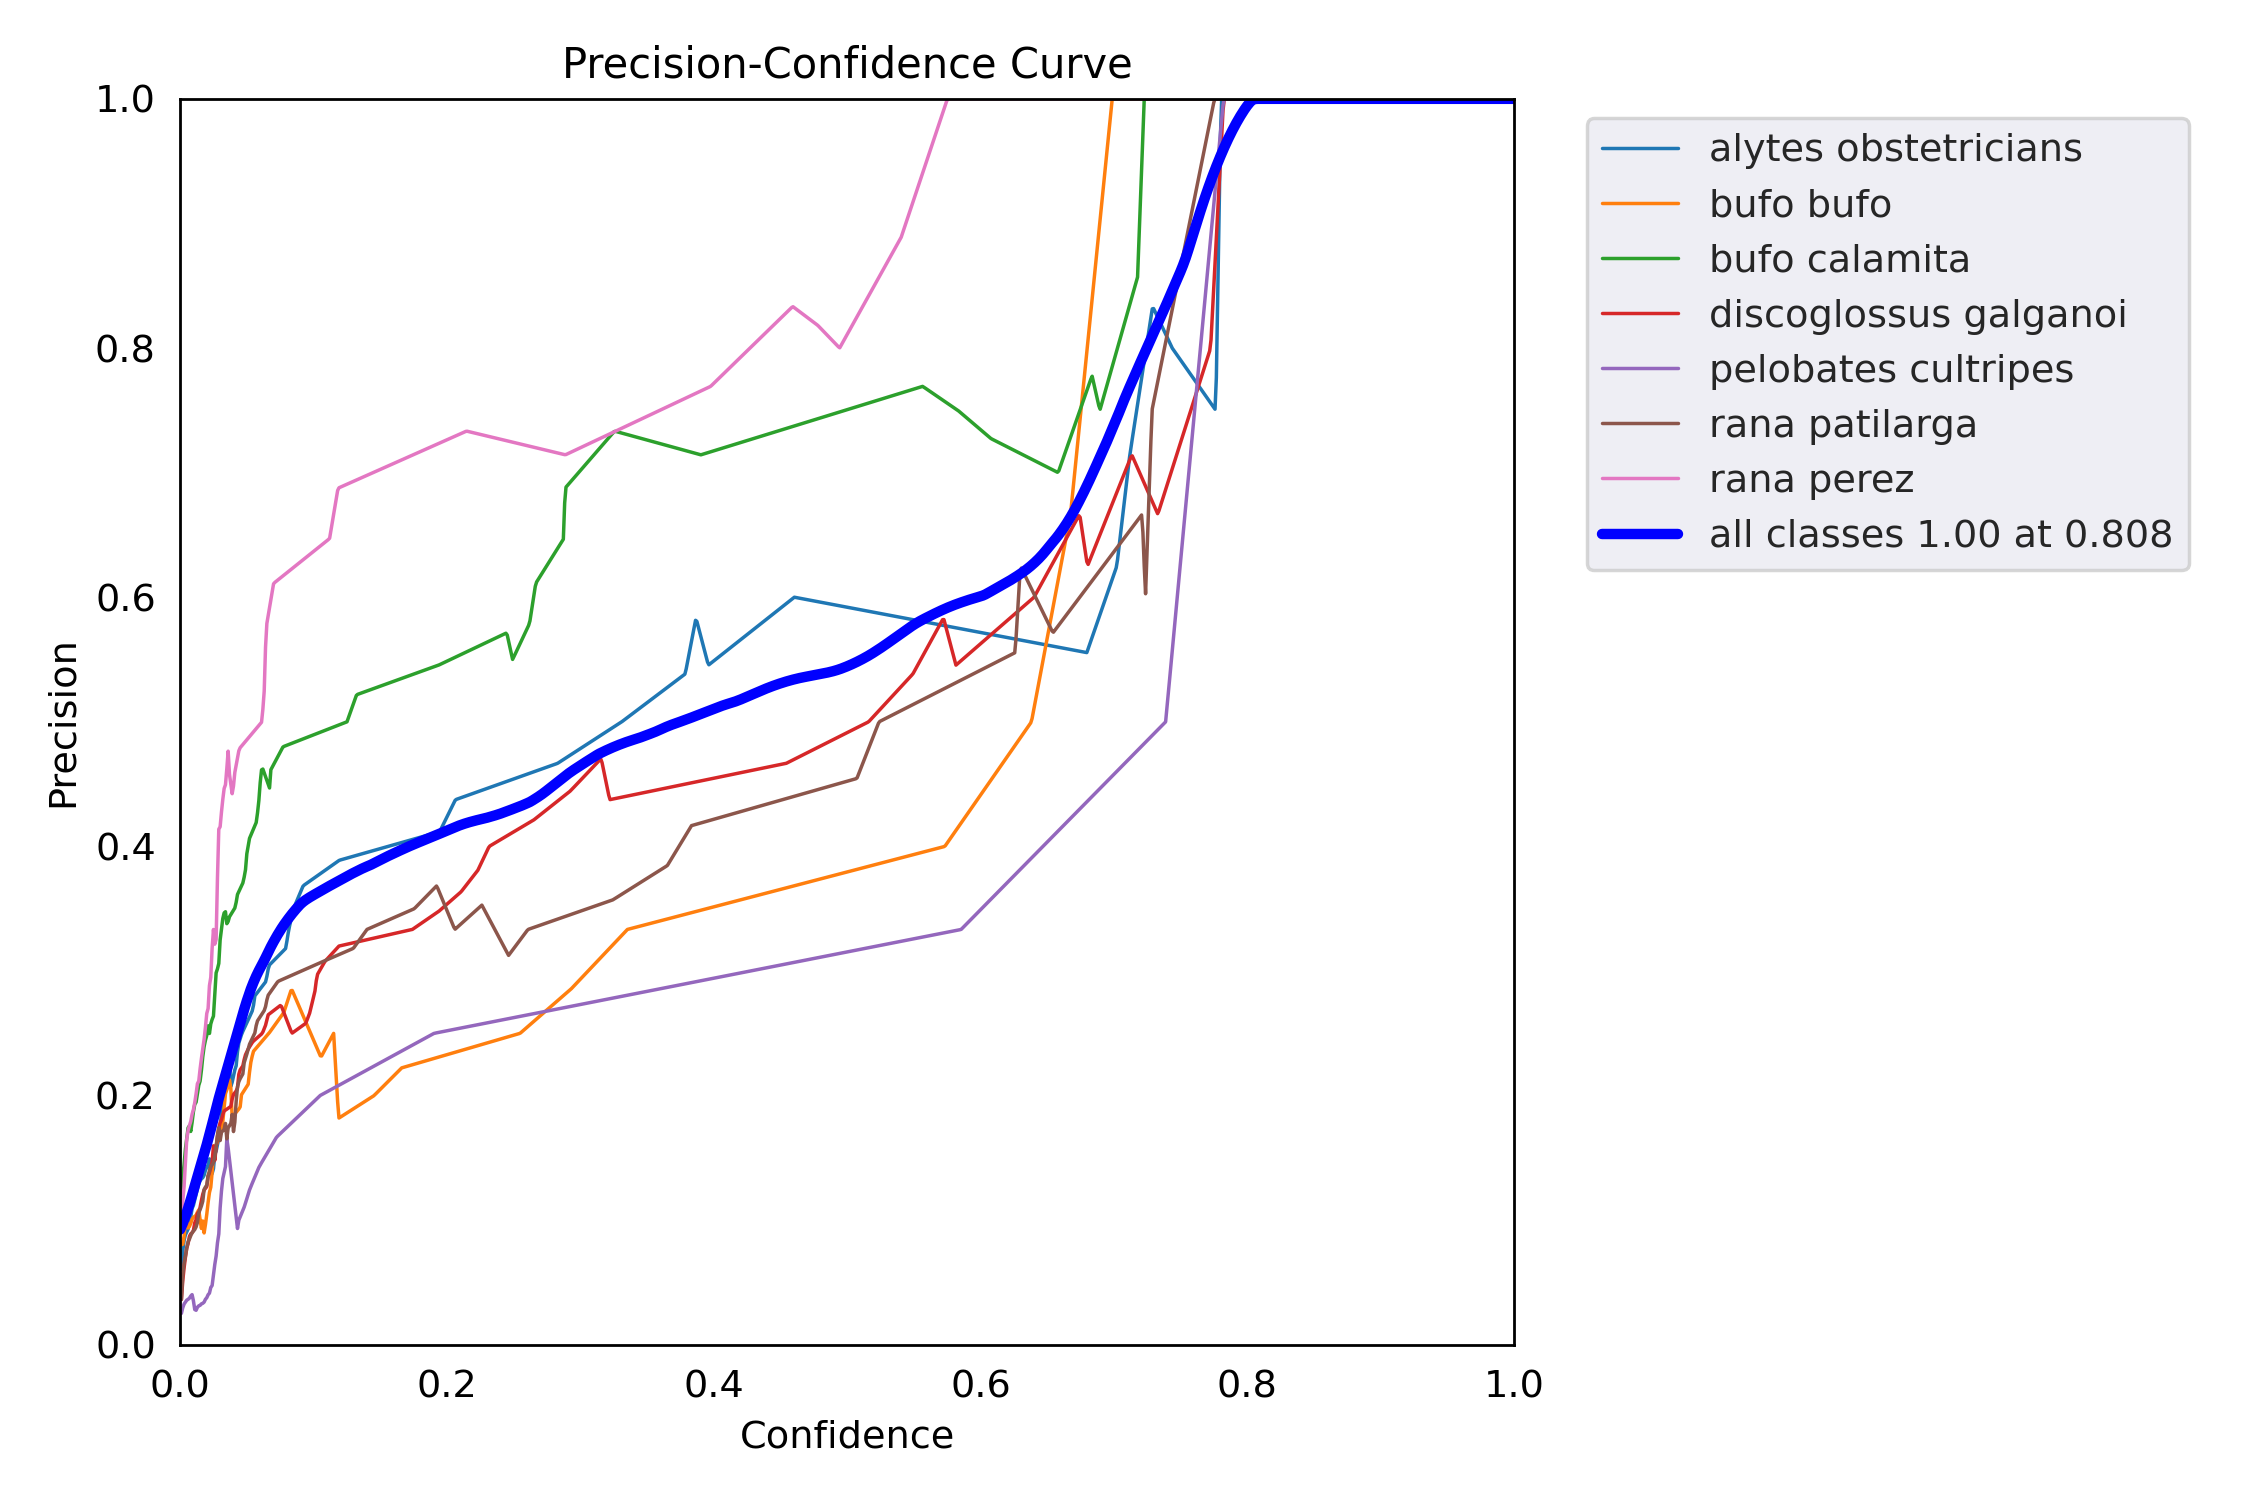 Precision-Confidence Curve
1.0
0.8
0.6
0.4
0.2
0.0
Precision
0.0 0.2 0.4 0.6 0.8 1.0
Confidence
alytes obstetricians
bufo bufo
bufo calamita
discoglossus galganoi
pelobates cultripes
rana patilarga
rana perez
all classes 1.00 at 0.808